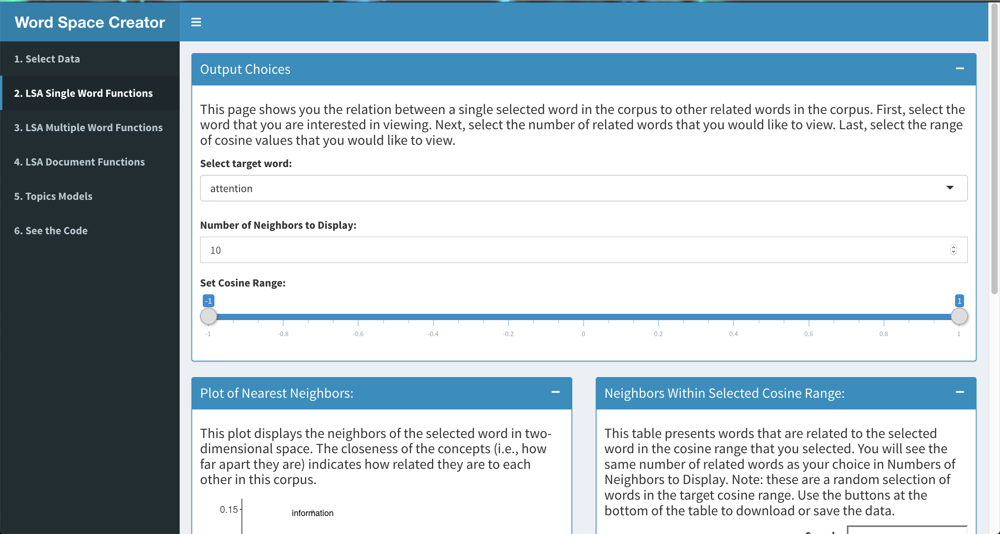 Word Space Creator
1. Select Data
2. LSA Single Word Functions
3. LSA Multiple Word Functions
4. LSA Document Functions
5. Topics Models
6. See the Code
Output Choices
This page shows you the relation between a single selected word in the corpus to other related words in the corpus. First, select the
word that you are interested in viewing. Next, select the number of related words that you would like to view. Last, select the range
of cosine values that you would like to view.
Select target word:
attention
Number of Neighbors to Display:
10
Set Cosine Range:
-1 1
-1 -0.8 -0.6 -0.4 -0.2 0 0.2 0.4 0.6 0.8 1
Plot of Nearest Neighbors:
This plot displays the neighbors of the selected word in two-
dimensional space. The closeness of the concepts (i.e., how
far apart they are) indicates how related they are to each
other in this corpus.
0.15
information
Neighbors Within Selected Cosine Range:
This table presents words that are related to the selected
word in the cosine range that you selected. You will see the
same number of related words as your choice in Numbers of
Neighbors to Display. Note: these are a random selection of
words in the target cosine range. Use the buttons at the
bottom of the table to download or save the data.